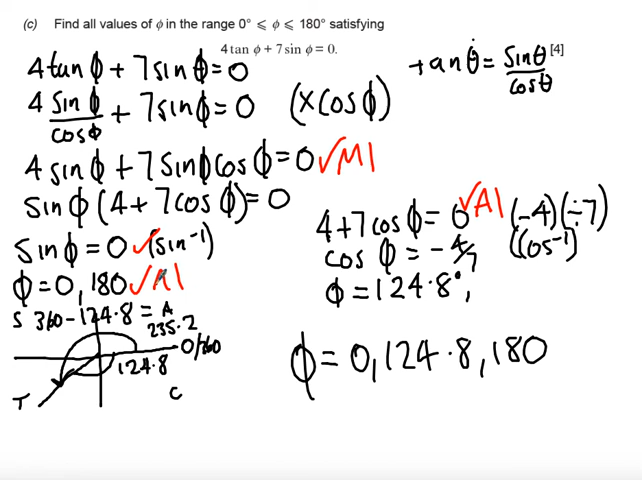 (c) Find all values of ϕ in the range 0° ⩽ ϕ ⩽ 180° satisfying
4 tan ϕ + 7 sin ϕ = 0.
[4]
4tanϕ + 7sinϕ = 0
tanθ = sinθ/cosθ
4 sinϕ/cosϕ + 7sinϕ = 0 (×cosϕ)
4sinϕ + 7sinϕcosϕ = 0 ✓M1
sinϕ(4 + 7cosϕ) = 0
sinϕ = 0 ✓ (sin⁻¹)
ϕ = 0, 180 ✓A1
4 + 7cosϕ = 0 ✓A1 (-4)(÷7)
cosϕ = -4/7 (cos⁻¹)
ϕ = 124.8°,
S 360 - 124.8 = A
235.2
0/360
124.8
T C
ϕ = 0, 124.8, 180